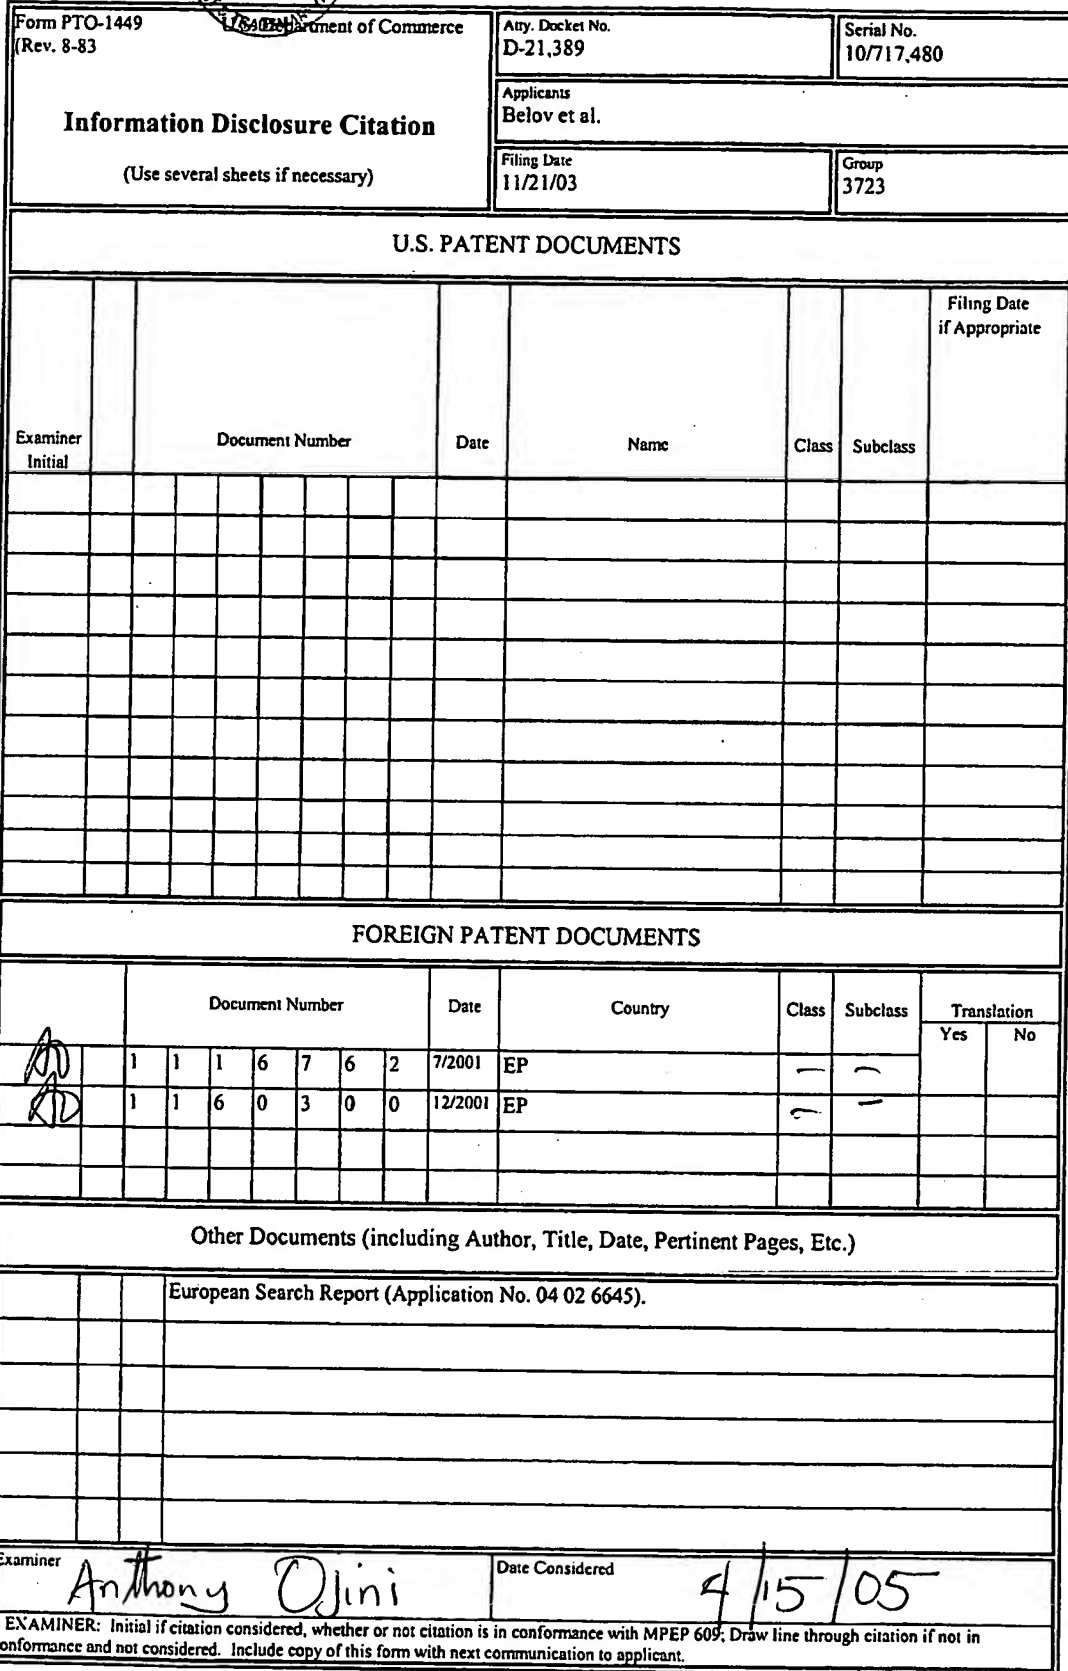 Form PTO-1449
(Rev. 8-83
Department of Commerce
Information Disclosure Citation
(Use several sheets if necessary)
Atty. Docket No.
D-21,389
Serial No.
10/717,480
Applicants
Belov et al.
Filing Date
11/21/03
Group
3723
U.S. PATENT DOCUMENTS
Examiner Initial Document Number Date Name Class Subclass Filing Date if Appropriate
FOREIGN PATENT DOCUMENTS
Document Number Date Country Class Subclass Translation
Yes No
1 1 1 6 7 6 2 7/2001 EP — —
1 1 6 0 3 0 0 12/2001 EP — —
Other Documents (including Author, Title, Date, Pertinent Pages, Etc.)
European Search Report (Application No. 04 02 6645).
Examiner Anthony Ojini Date Considered 4/15/05
EXAMINER: Initial if citation considered, whether or not citation is in conformance with MPEP 609; Draw line through citation if not in
onformance and not considered. Include copy of this form with next communication to applicant.